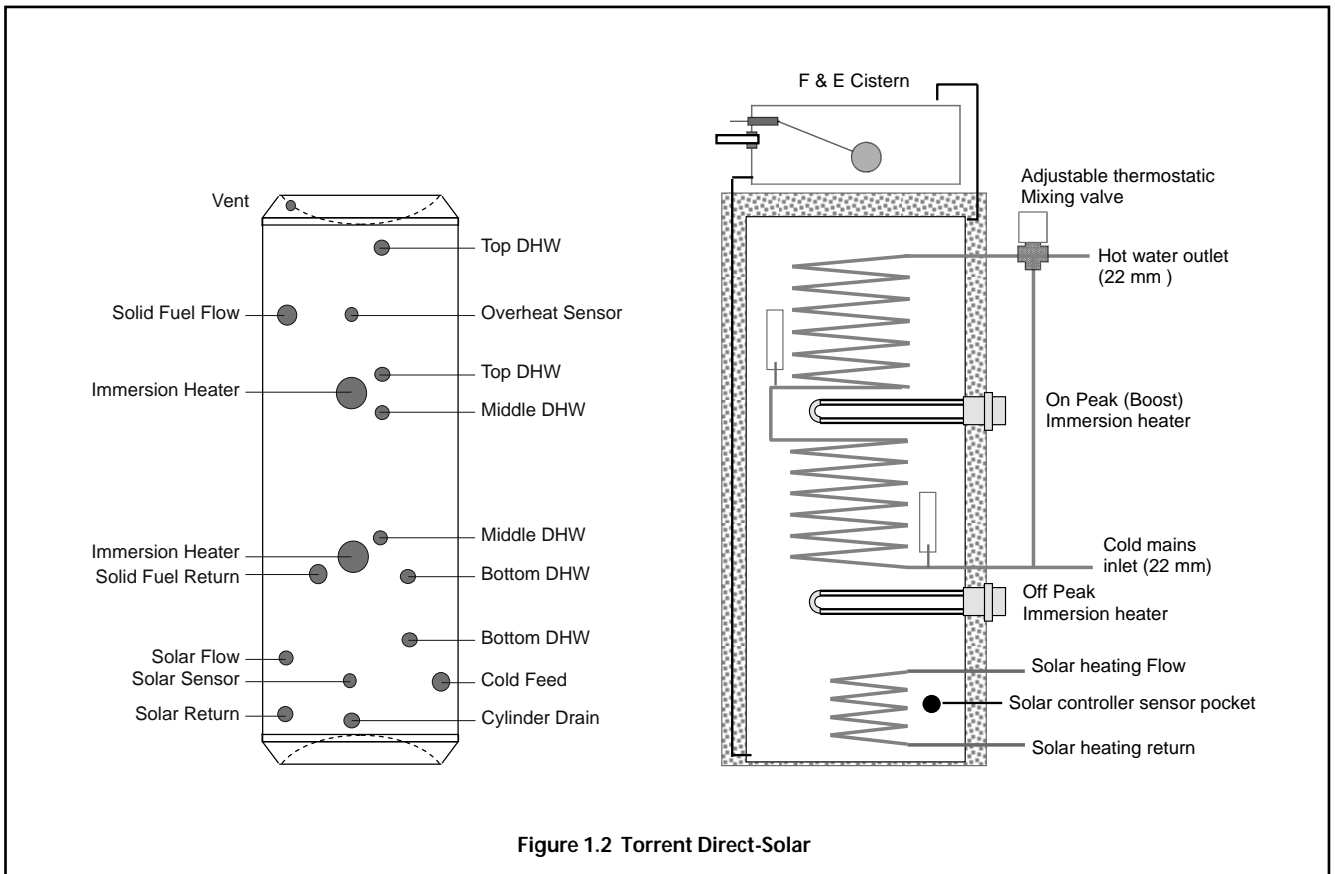 F & E Cistern
Adjustable thermostatic
Mixing valve
Vent
Top DHW
Hot water outlet
(22 mm )
Solid Fuel Flow
Overheat Sensor
Top DHW
Immersion Heater
Middle DHW
On Peak (Boost)
Immersion heater
Middle DHW
Immersion Heater
Solid Fuel Return
Bottom DHW
Cold mains
inlet (22 mm)
Off Peak
Immersion heater
Bottom DHW
Solar Flow
Solar Sensor
Cold Feed
Solar Return
Cylinder Drain
Solar heating Flow
Solar controller sensor pocket
Solar heating return
Figure 1.2 Torrent Direct-Solar